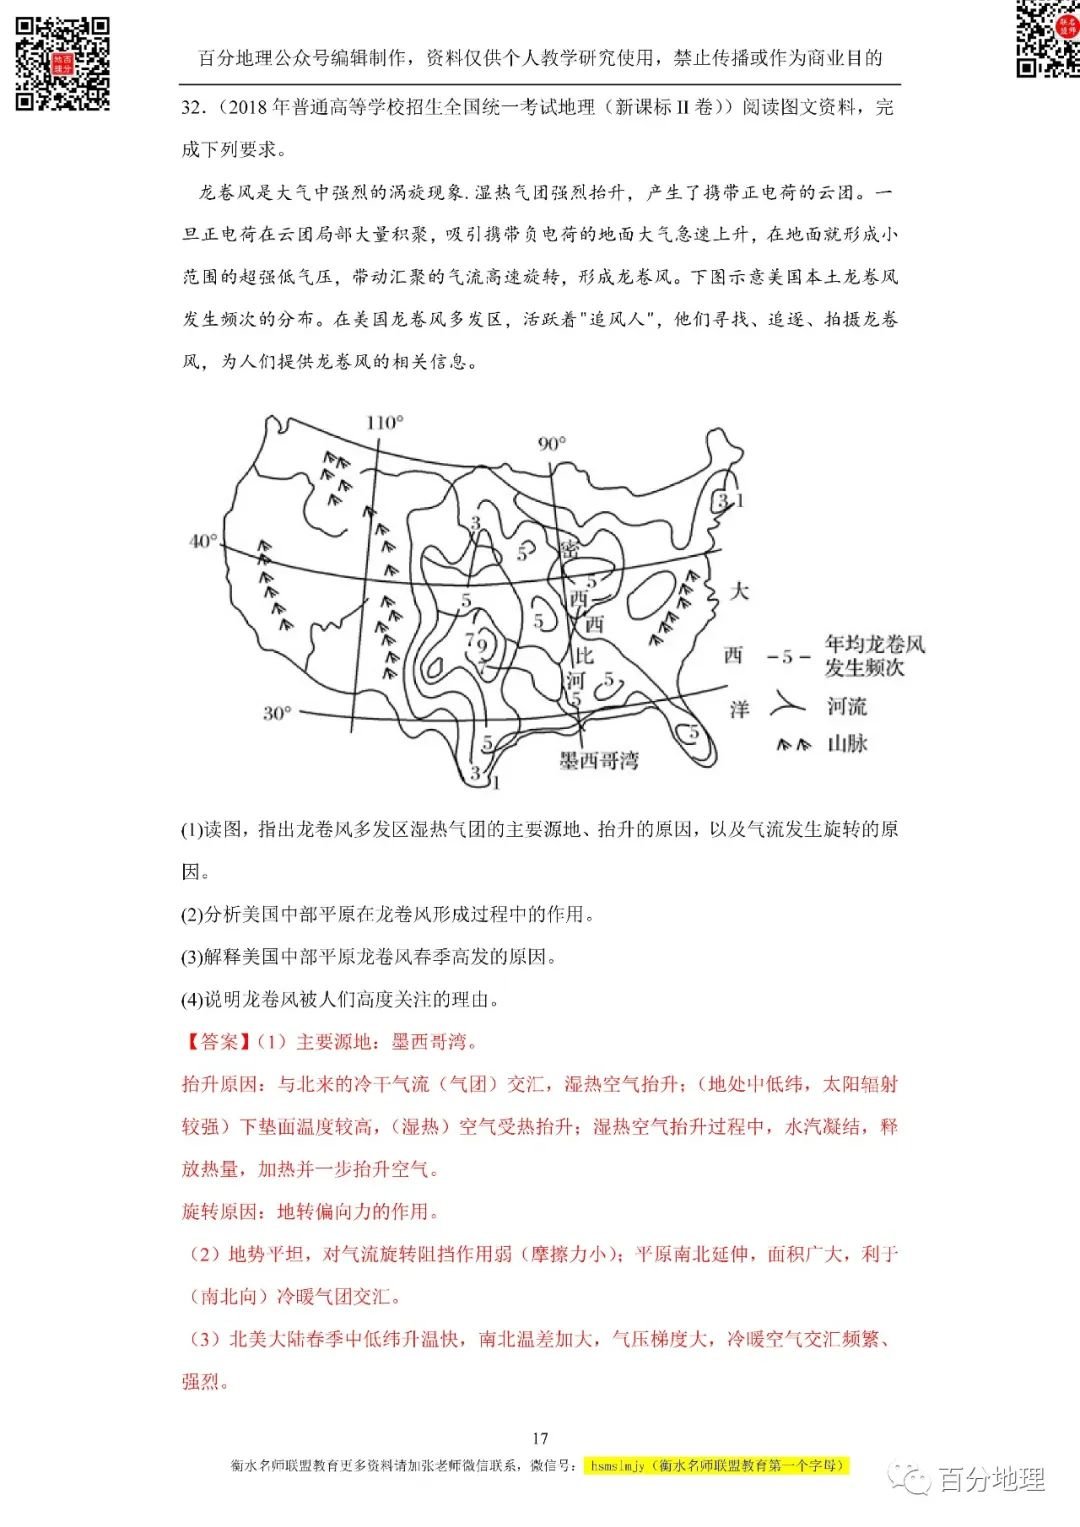 百分地理公众号编辑制作，资料仅供个人教学研究使用，禁止传播或作为商业目的
32．（2018 年普通高等学校招生全国统一考试地理（新课标 II 卷））阅读图文资料，完
成下列要求。
龙卷风是大气中强烈的涡旋现象.湿热气团强烈抬升，产生了携带正电荷的云团。一
旦正电荷在云团局部大量积聚，吸引携带负电荷的地面大气急速上升，在地面就形成小
范围的超强低气压，带动汇聚的气流高速旋转，形成龙卷风。下图示意美国本土龙卷风
发生频次的分布。在美国龙卷风多发区，活跃着"追风人"，他们寻找、追逐、拍摄龙卷
风，为人们提供龙卷风的相关信息。
110°
90°
3 1
3
40°
5
密
5
5
西
大
5
西
7 9
比
西
-5- 年均龙卷风
发生频次
7
河
5
5
30°
洋
河流
5
5
山脉
墨西哥湾
3 1
(1)读图，指出龙卷风多发区湿热气团的主要源地、抬升的原因，以及气流发生旋转的原
因。
(2)分析美国中部平原在龙卷风形成过程中的作用。
(3)解释美国中部平原龙卷风春季高发的原因。
(4)说明龙卷风被人们高度关注的理由。
【答案】（1）主要源地：墨西哥湾。
抬升原因：与北来的冷干气流（气团）交汇，湿热空气抬升；（地处中低纬，太阳辐射
较强）下垫面温度较高，（湿热）空气受热抬升；湿热空气抬升过程中，水汽凝结，释
放热量，加热并一步抬升空气。
旋转原因：地转偏向力的作用。
（2）地势平坦，对气流旋转阻挡作用弱（摩擦力小）；平原南北延伸，面积广大，利于
（南北向）冷暖气团交汇。
（3）北美大陆春季中低纬升温快，南北温差加大，气压梯度大，冷暖空气交汇频繁、
强烈。
17
衡水名师联盟教育更多资料请加张老师微信联系，微信号： hsmslmjy（衡水名师联盟教育第一个字母）
百分地理